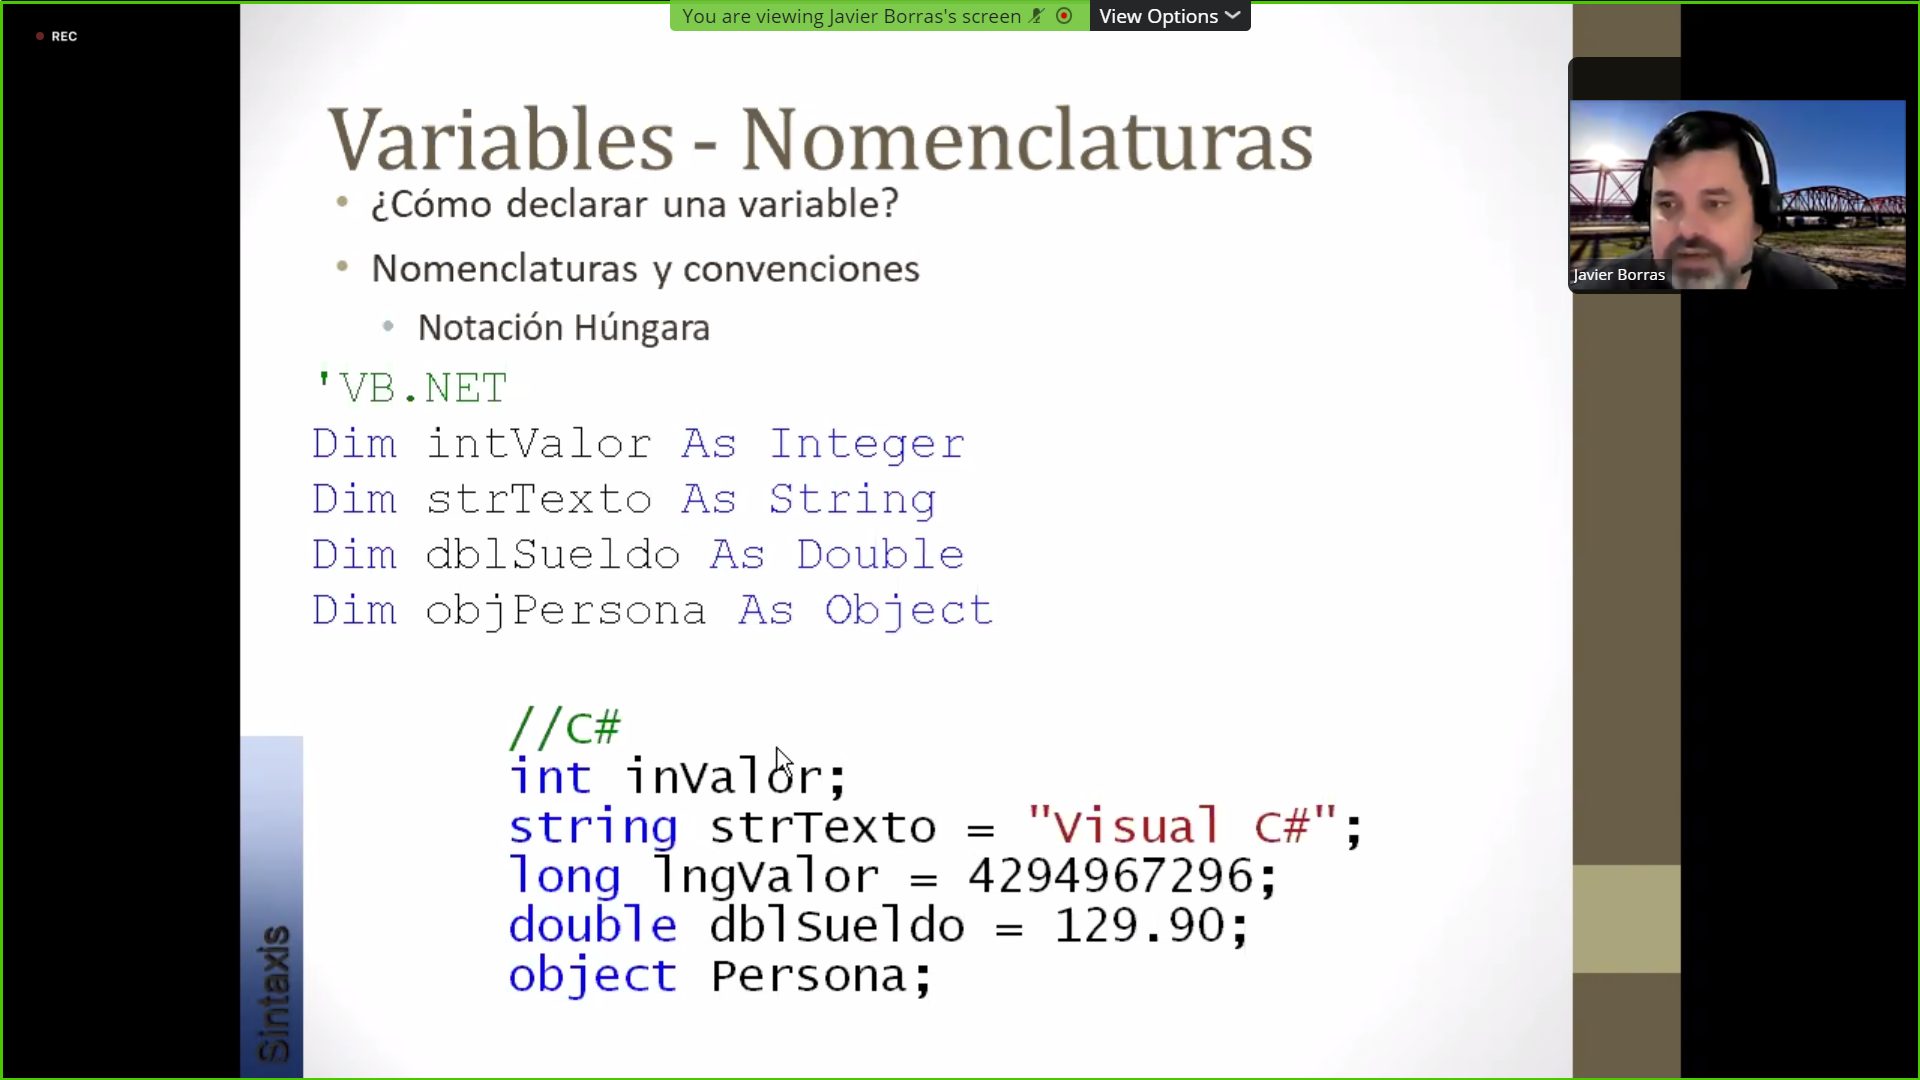 You are viewing Javier Borras's screen
View Options
REC
Variables - Nomenclaturas
• ¿Cómo declarar una variable?
• Nomenclaturas y convenciones
• Notación Húngara
'VB.NET
Dim intValor As Integer
Dim strTexto As String
Dim dblSueldo As Double
Dim objPersona As Object
//C#
int inValor;
string strTexto = "Visual C#";
long lngValor = 4294967296;
double dblSueldo = 129.90;
object Persona;
Sintaxis
Javier Borras